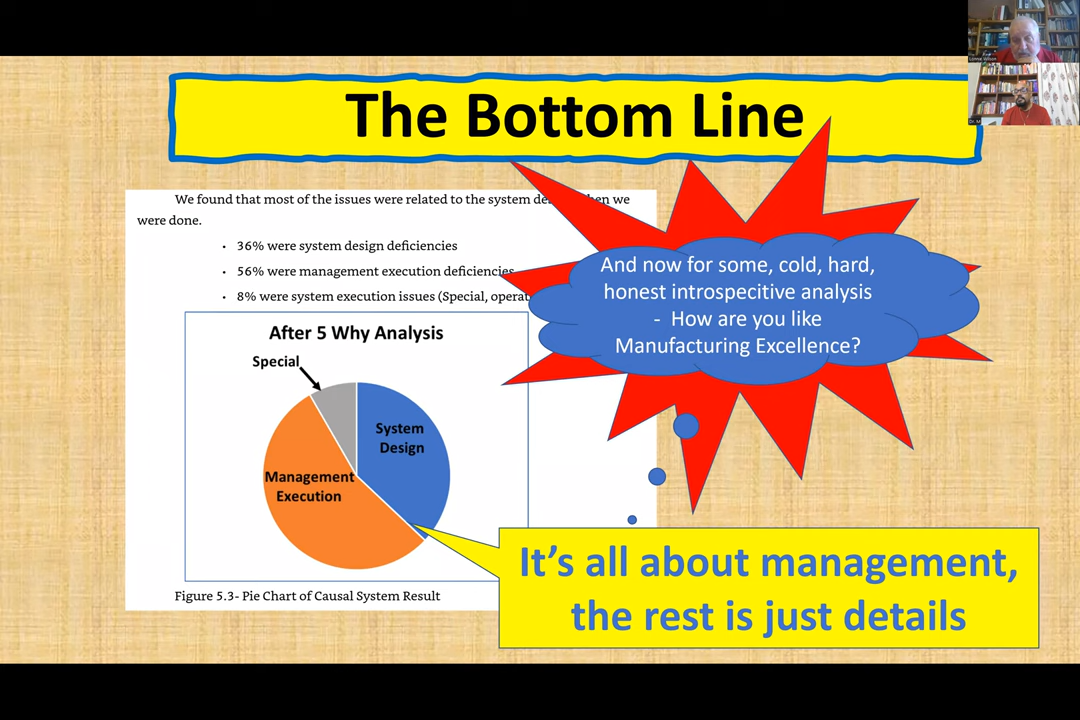 The Bottom Line
We found that most of the issues were related to the system when we
were done.
• 36% were system design deficiencies
• 56% were management execution deficiencies
• 8% were system execution issues (Special,
After 5 Why Analysis
Special
System
Design
Management
Execution
Figure 5.3- Pie Chart of Causal System Result
And now for some, cold, hard,
honest introspecitive analysis
- How are you like
Manufacturing Excellence?
It's all about management,
the rest is just details
Dr. M